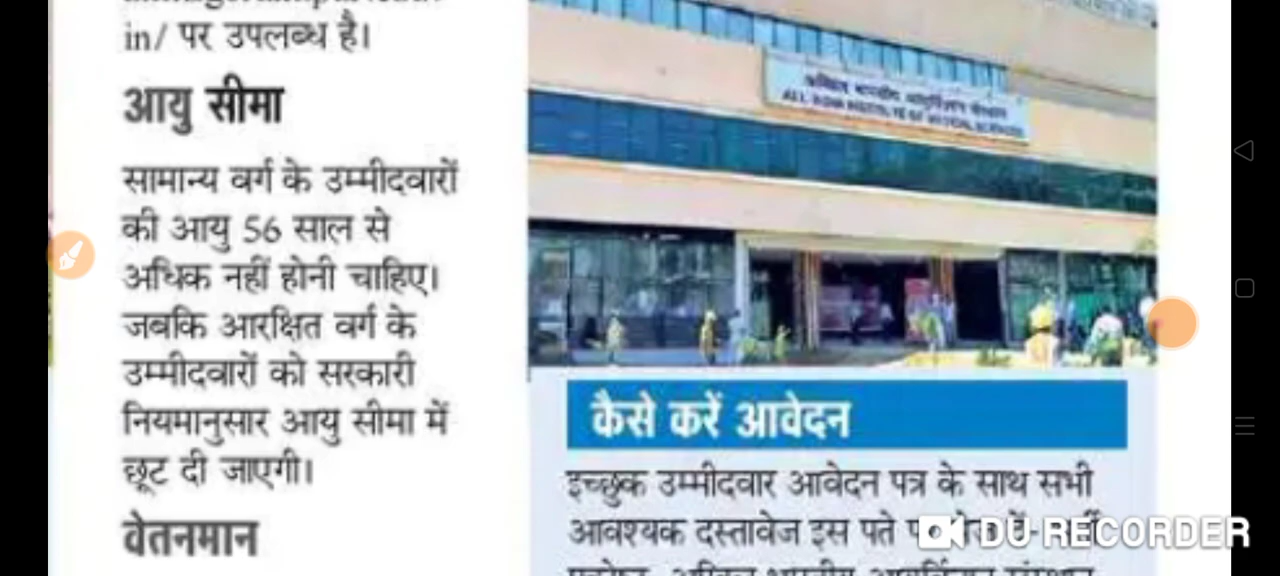 in/ पर उपलब्ध है।
आयु सीमा
सामान्य वर्ग के उम्मीदवारों
की आयु 56 साल से
अधिक नहीं होनी चाहिए।
जबकि आरक्षित वर्ग के
उम्मीदवारों को सरकारी
नियमानुसार आयु सीमा में
छूट दी जाएगी।
वेतनमान
कैसे करें आवेदन
इच्छुक उम्मीदवार आवेदन पत्र के साथ सभी
आवश्यक दस्तावेज इस पते
DU RECORDER